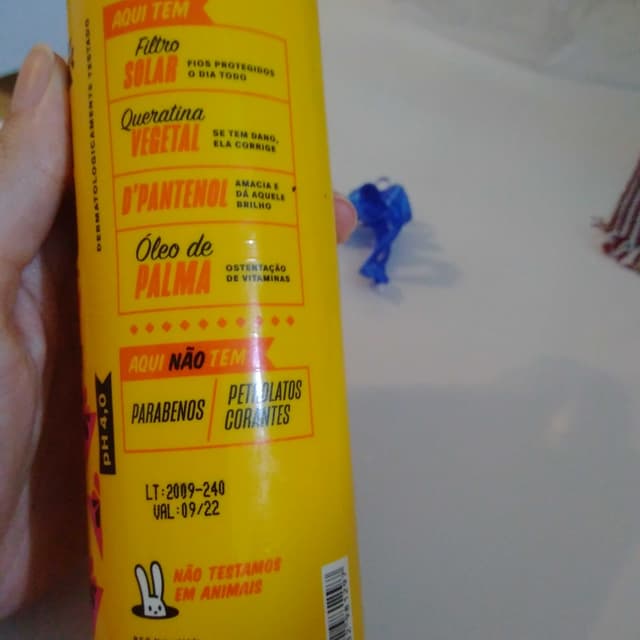 AQUI TEM
Filtro
SOLAR
FIOS PROTEGIDOS
O DIA TODO
Queratina
VEGETAL
SE TEM DANO,
ELA CORRIGE
D'PANTENOL
AMACIA E
DÁ AQUELE
BRILHO
Óleo de
PALMA
OSTENTAÇÃO
DE VITAMINAS
AQUI NÃO TEM
PARABENOS
PETROLATOS
CORANTES
LT:2009-240
VAL:09/22
NÃO TESTAMOS
EM ANIMAIS
DERMATOLOGICAMENTE TESTADO
pH 4,0